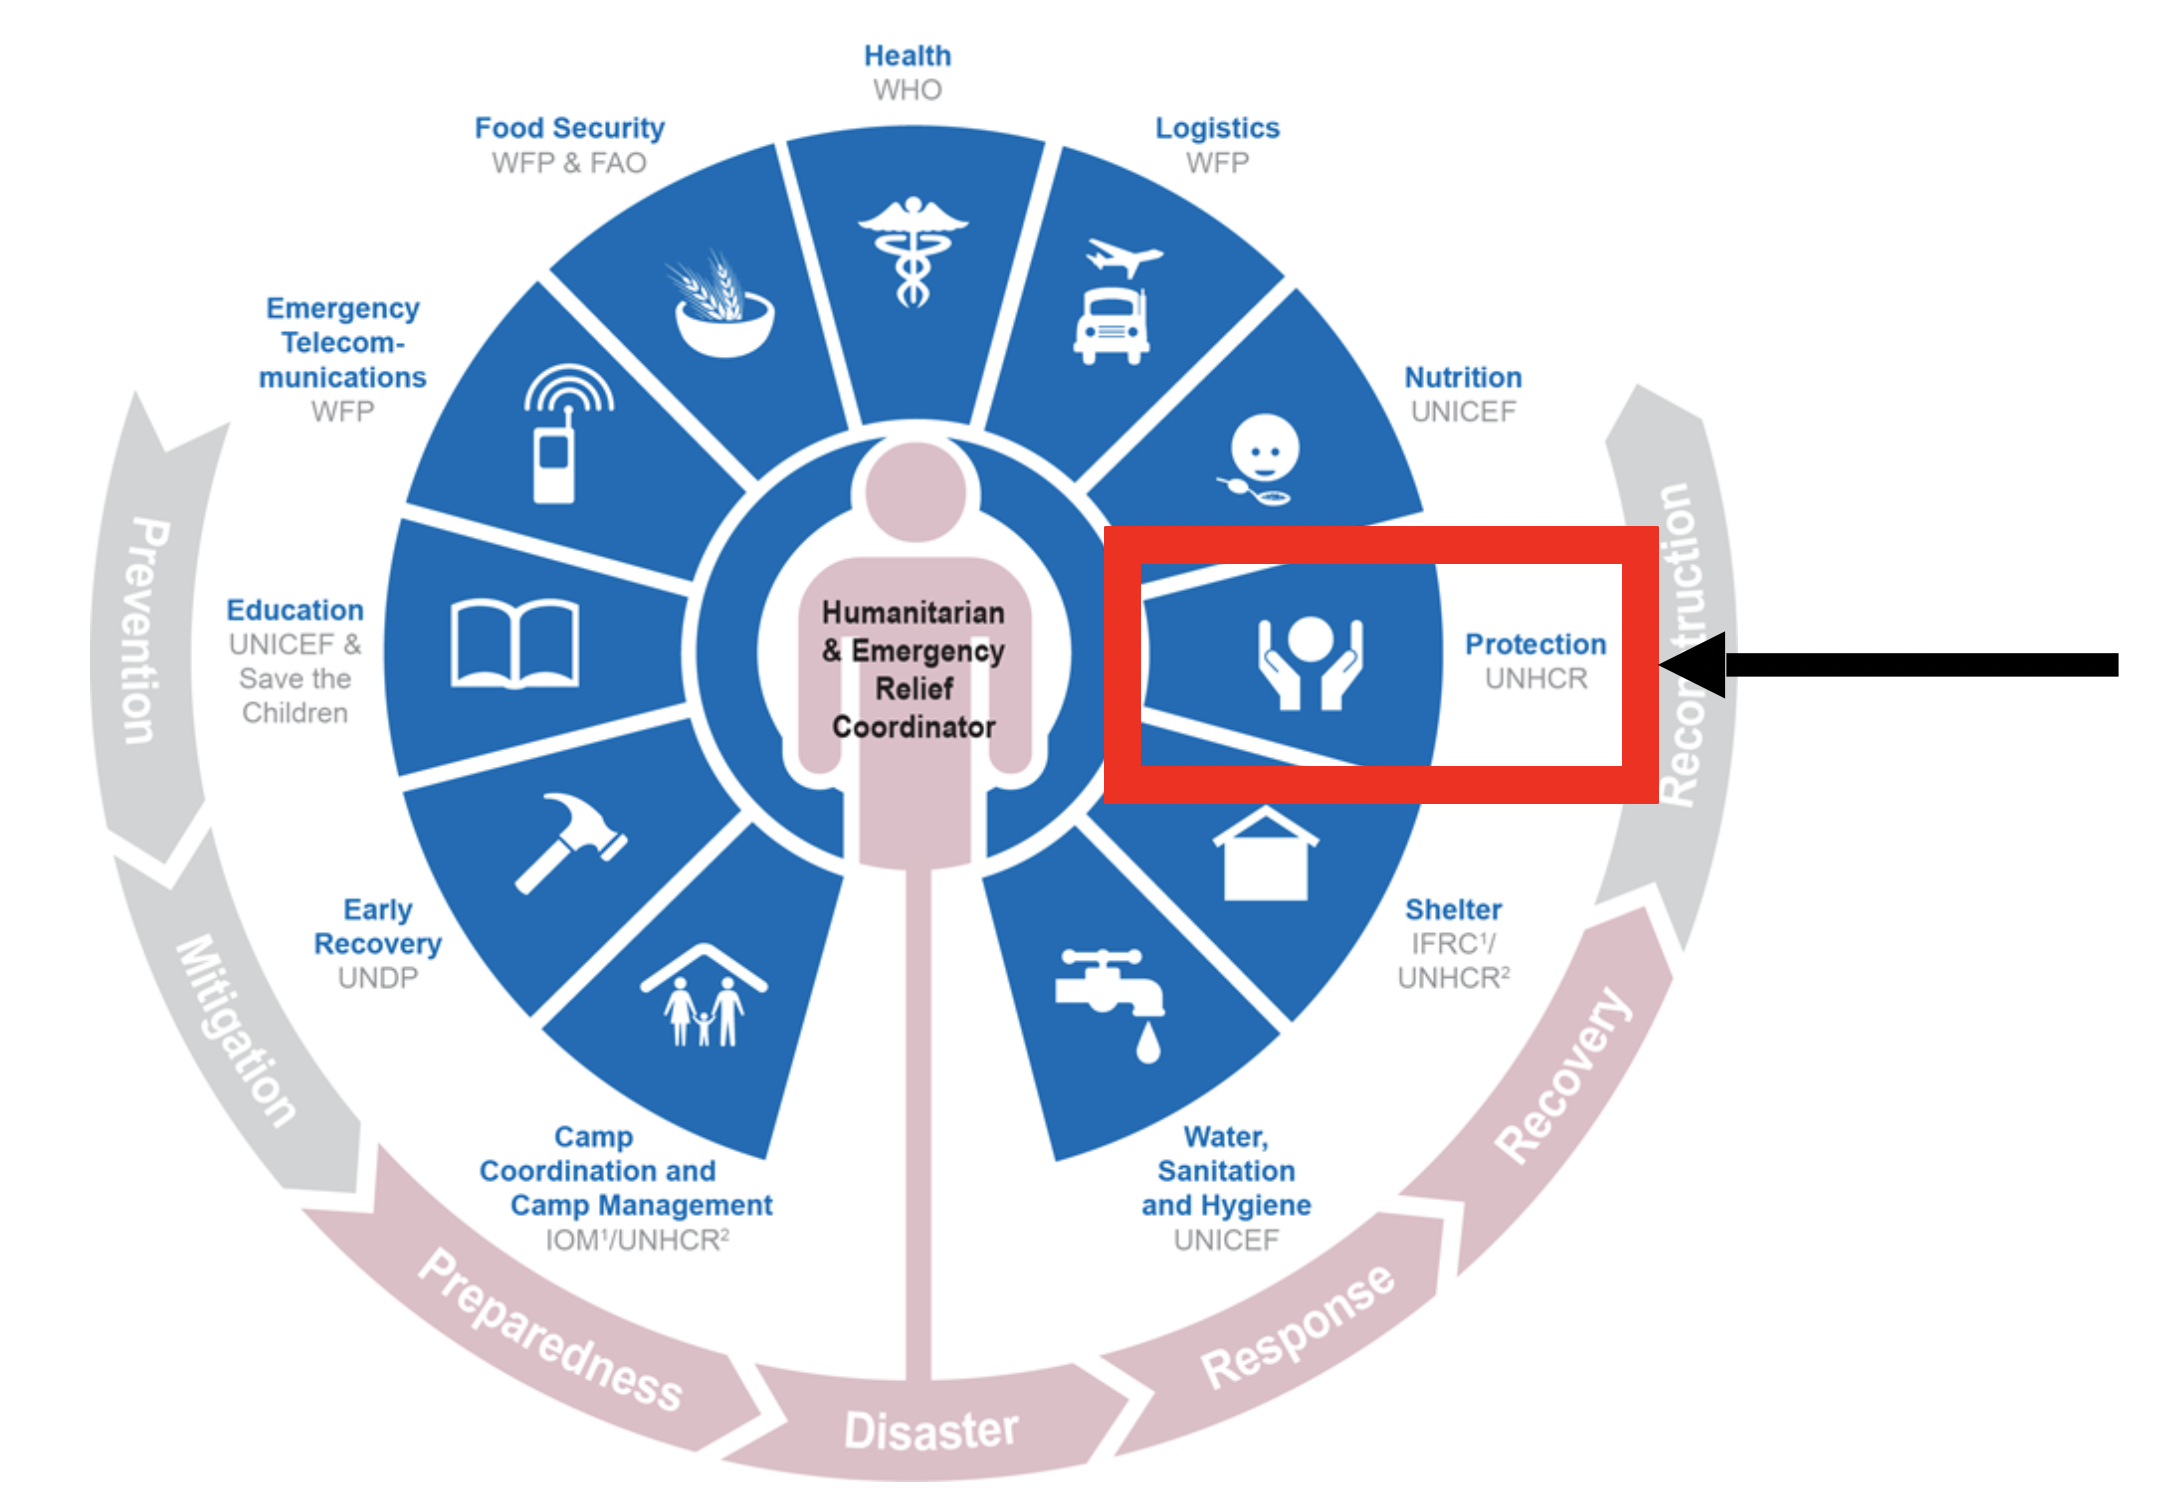 Health
WHO
Food Security
WFP & FAO
Logistics
WFP
Emergency
Telecom-
munications
WFP
Nutrition
UNICEF
Education
UNICEF &
Save the
Children
Humanitarian
& Emergency
Relief
Coordinator
Protection
UNHCR
Early
Recovery
UNDP
Shelter
IFRC¹/
UNHCR²
Camp
Coordination and
Camp Management
IOM¹/UNHCR²
Water,
Sanitation
and Hygiene
UNICEF
Prevention
Mitigation
Preparedness
Disaster
Response
Recovery
Reconstruction